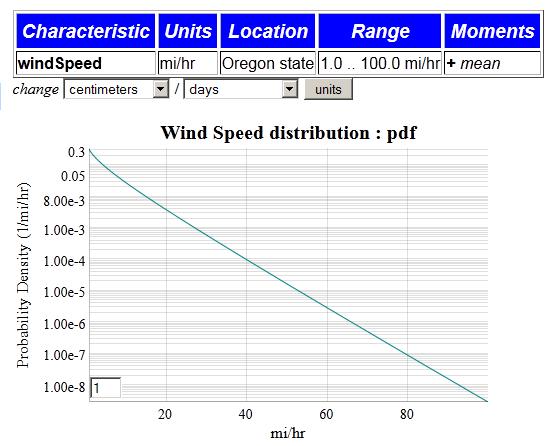 Characteristic Units Location Range Moments
windSpeed mi/hr Oregon state 1.0 .. 100.0 mi/hr + mean
change centimeters / days units
Wind Speed distribution : pdf
Probability Density (1/mi/hr)
0.3
0.05
8.00e-3
1.00e-3
1.00e-4
1.00e-5
1.00e-6
1.00e-7
1.00e-8
1
20 40 60 80
mi/hr